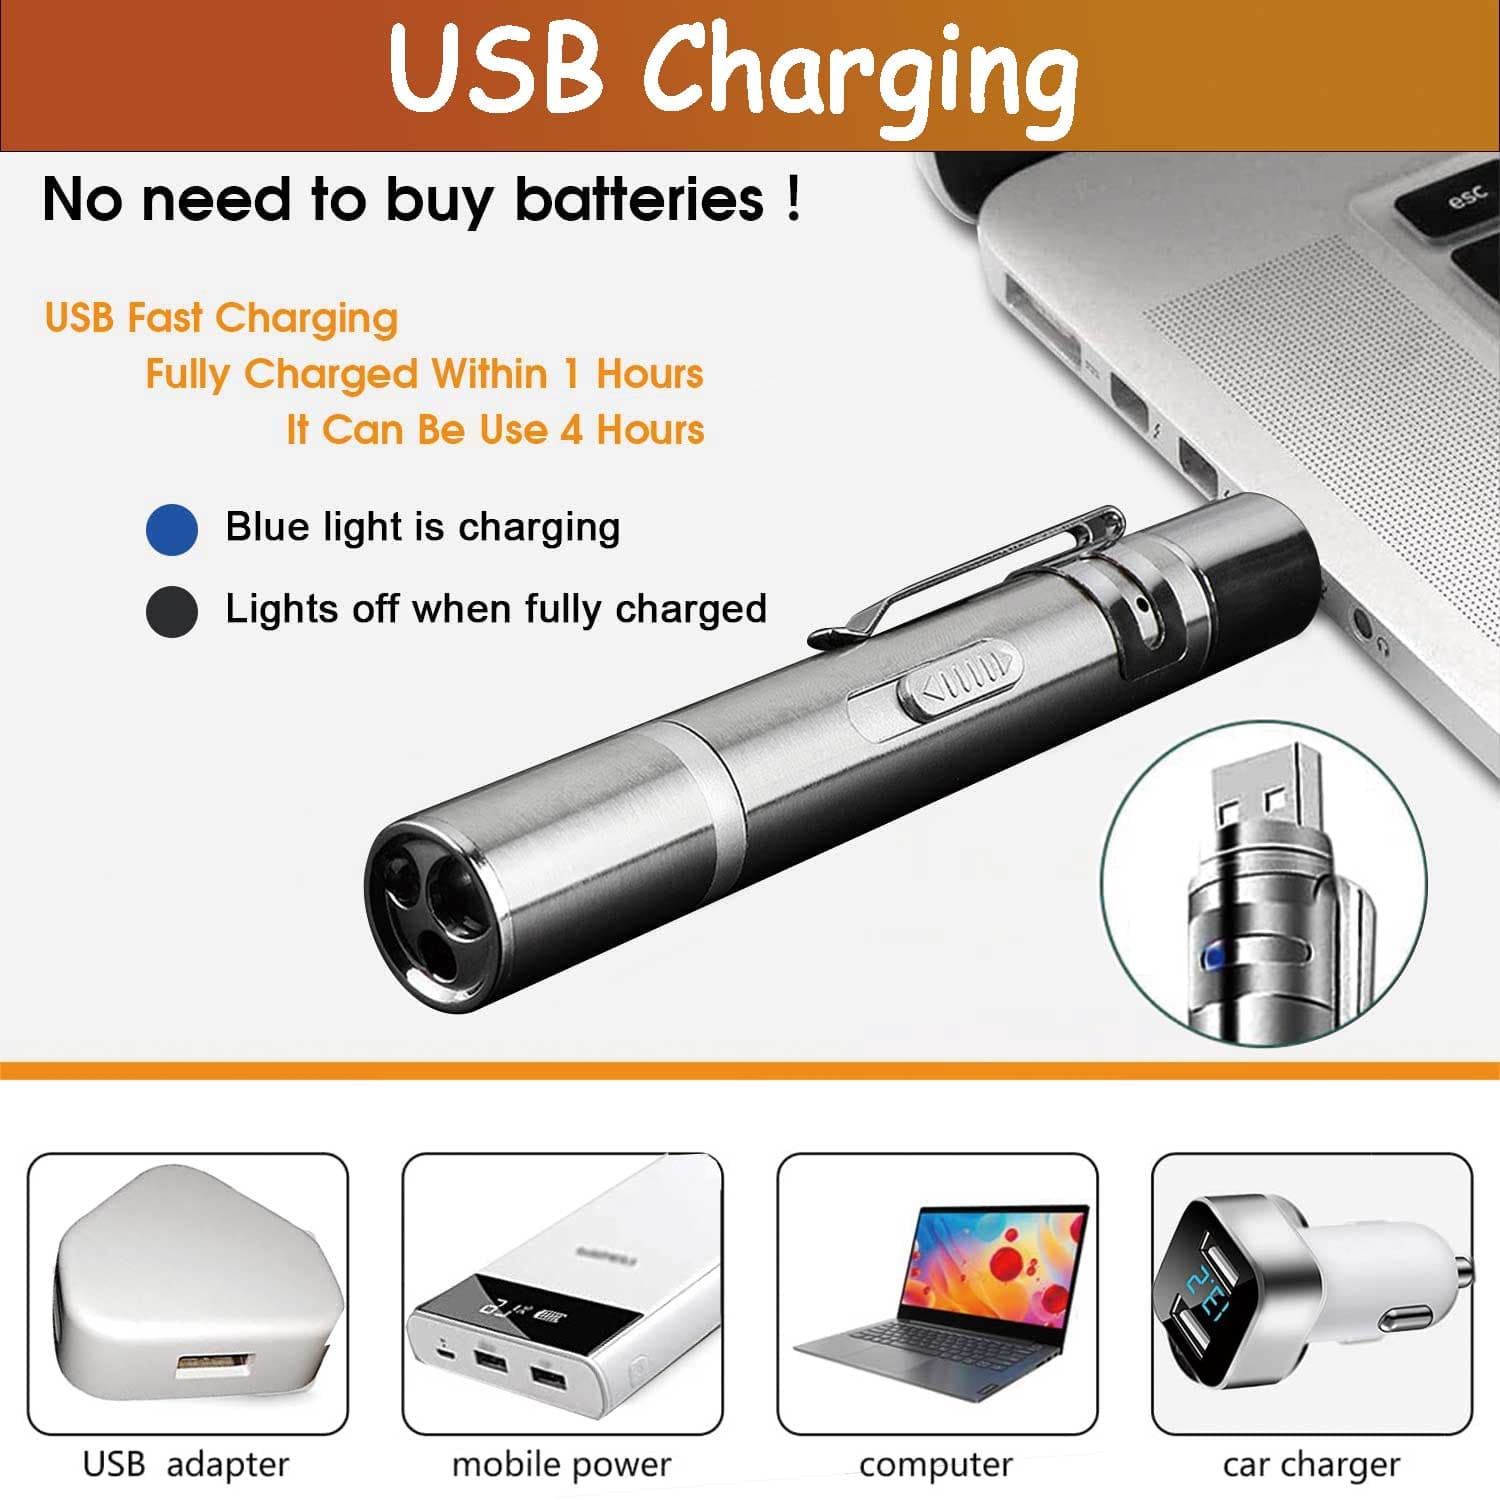 USB Charging
No need to buy batteries !
USB Fast Charging
Fully Charged Within 1 Hours
It Can Be Use 4 Hours
Blue light is charging
Lights off when fully charged
esc
USB adapter
mobile power
computer
car charger